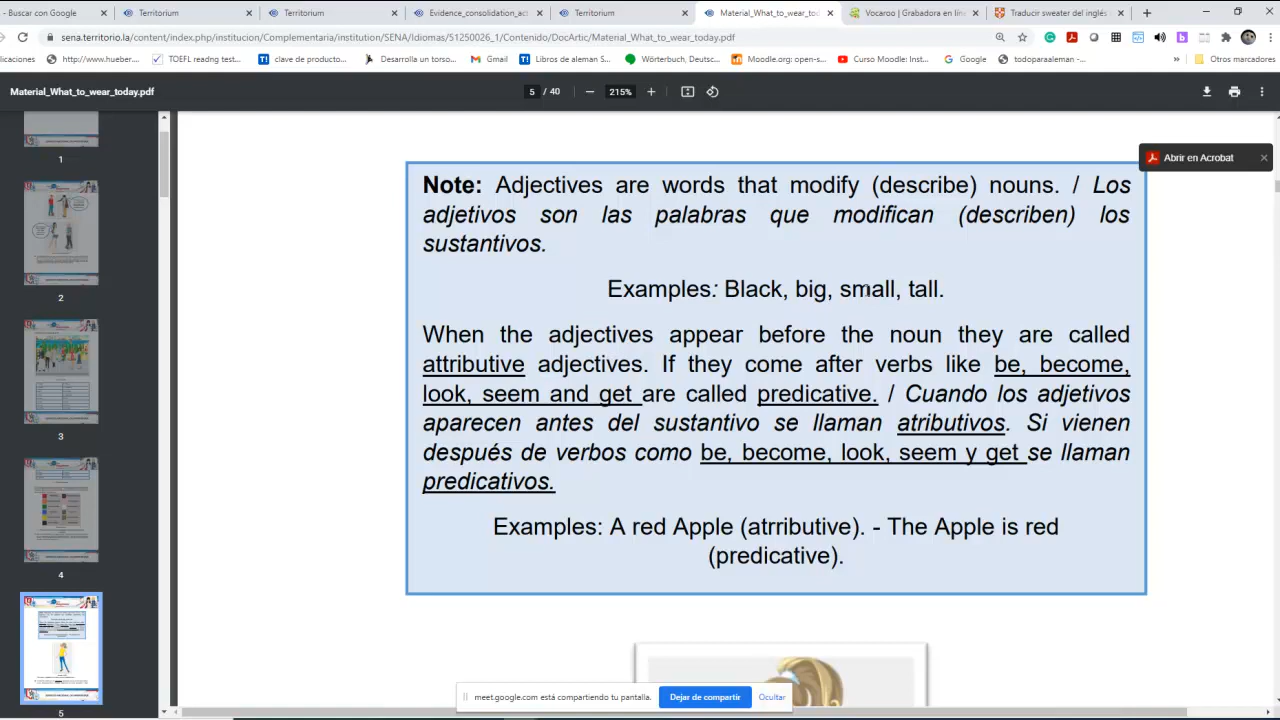 - Buscar con Google
Territorium
Territorium
Evidence_consolidation_act
Territorium
Material_What_to_wear_today
Vocaroo | Grabadora en líne
Traducir sweater del inglés a
sena.territorio.la/content/index.php/institucion/Complementaria/institution/SENA/Idiomas/51250026_1/Contenido/DocArtic/Material_What_to_wear_today.pdf
licaciones
http://www.hueber...
TOEFL readng test...
clave de producto...
Desarrolla un torso...
Gmail
Libros de aleman S...
Wörterbuch, Deutsc...
Moodle.org: open-s...
Curso Moodle: Inst...
Google
todoparaaleman -...
»
Otros marcadores
Material_What_to_wear_today.pdf
5 / 40
215%
Abrir en Acrobat
1
2
3
4
5
Note: Adjectives are words that modify (describe) nouns. / Los
adjetivos son las palabras que modifican (describen) los
sustantivos.
Examples: Black, big, small, tall.
When the adjectives appear before the noun they are called
attributive adjectives. If they come after verbs like be, become,
look, seem and get are called predicative. / Cuando los adjetivos
aparecen antes del sustantivo se llaman atributivos. Si vienen
después de verbos como be, become, look, seem y get se llaman
predicativos.
Examples: A red Apple (atrributive). - The Apple is red
(predicative).
meet.google.com está compartiendo tu pantalla.
Dejar de compartir
Ocultar